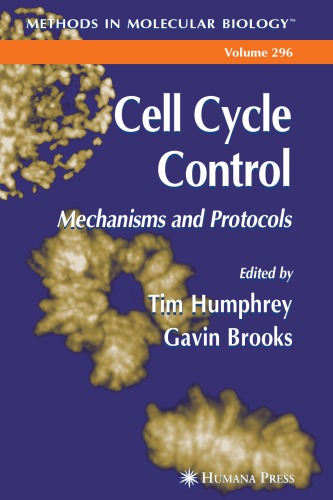 METHODS IN MOLECULAR BIOLOGY™
Volume 296
Cell Cycle
Control
Mechanisms and Protocols
Edited by
Tim Humphrey
Gavin Brooks
HUMANA PRESS